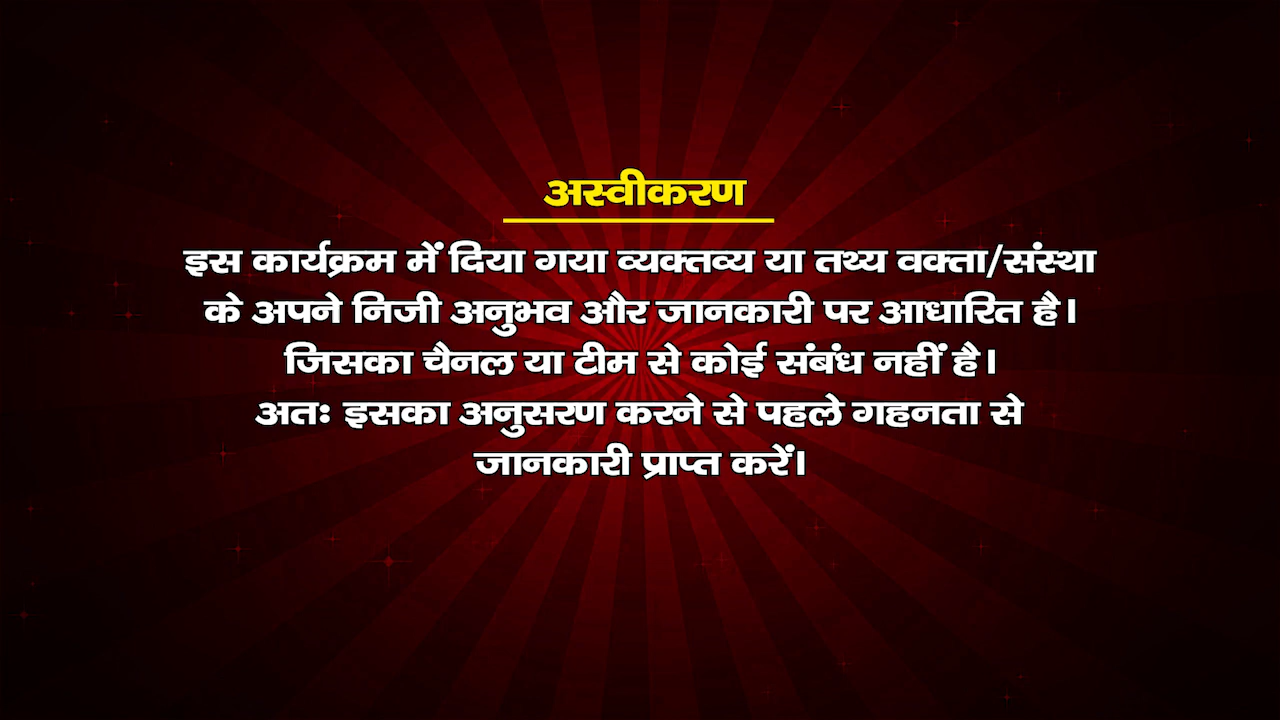 अस्वीकरण
इस कार्यक्रम में दिया गया व्यक्तव्य या तथ्य वक्ता/संस्था
के अपने निजी अनुभव और जानकारी पर आधारित है।
जिसका चैनल या टीम से कोई संबंध नहीं है।
अतः इसका अनुसरण करने से पहले गहनता से
जानकारी प्राप्त करें।